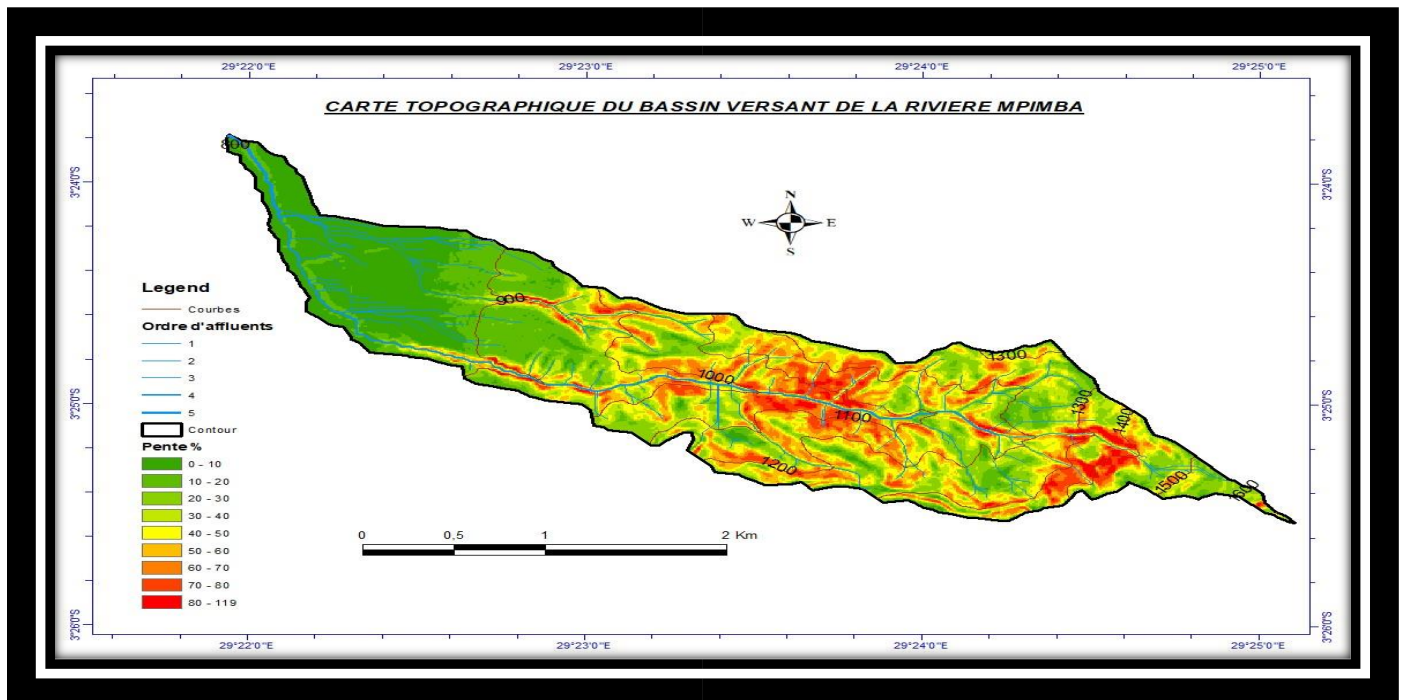 29°22'0"E 29°23'0"E 29°24'0"E 29°25'0"E
CARTE TOPOGRAPHIQUE DU BASSIN VERSANT DE LA RIVIERE MPIMBA
800
3°24'0"S 3°24'0"S
N
W E
S
Legend
Courbes
Ordre d'affluents
1
2
3
4
5
Contour
Pente %
0 - 10
10 - 20
20 - 30
30 - 40
40 - 50
50 - 60
60 - 70
70 - 80
80 - 119
900
1300
1000
1300
1100
1400
3°25'0"S 3°25'0"S
1200
1500
1600
0 0,5 1 2 Km
3°26'0"S 3°26'0"S
29°22'0"E 29°23'0"E 29°24'0"E 29°25'0"E